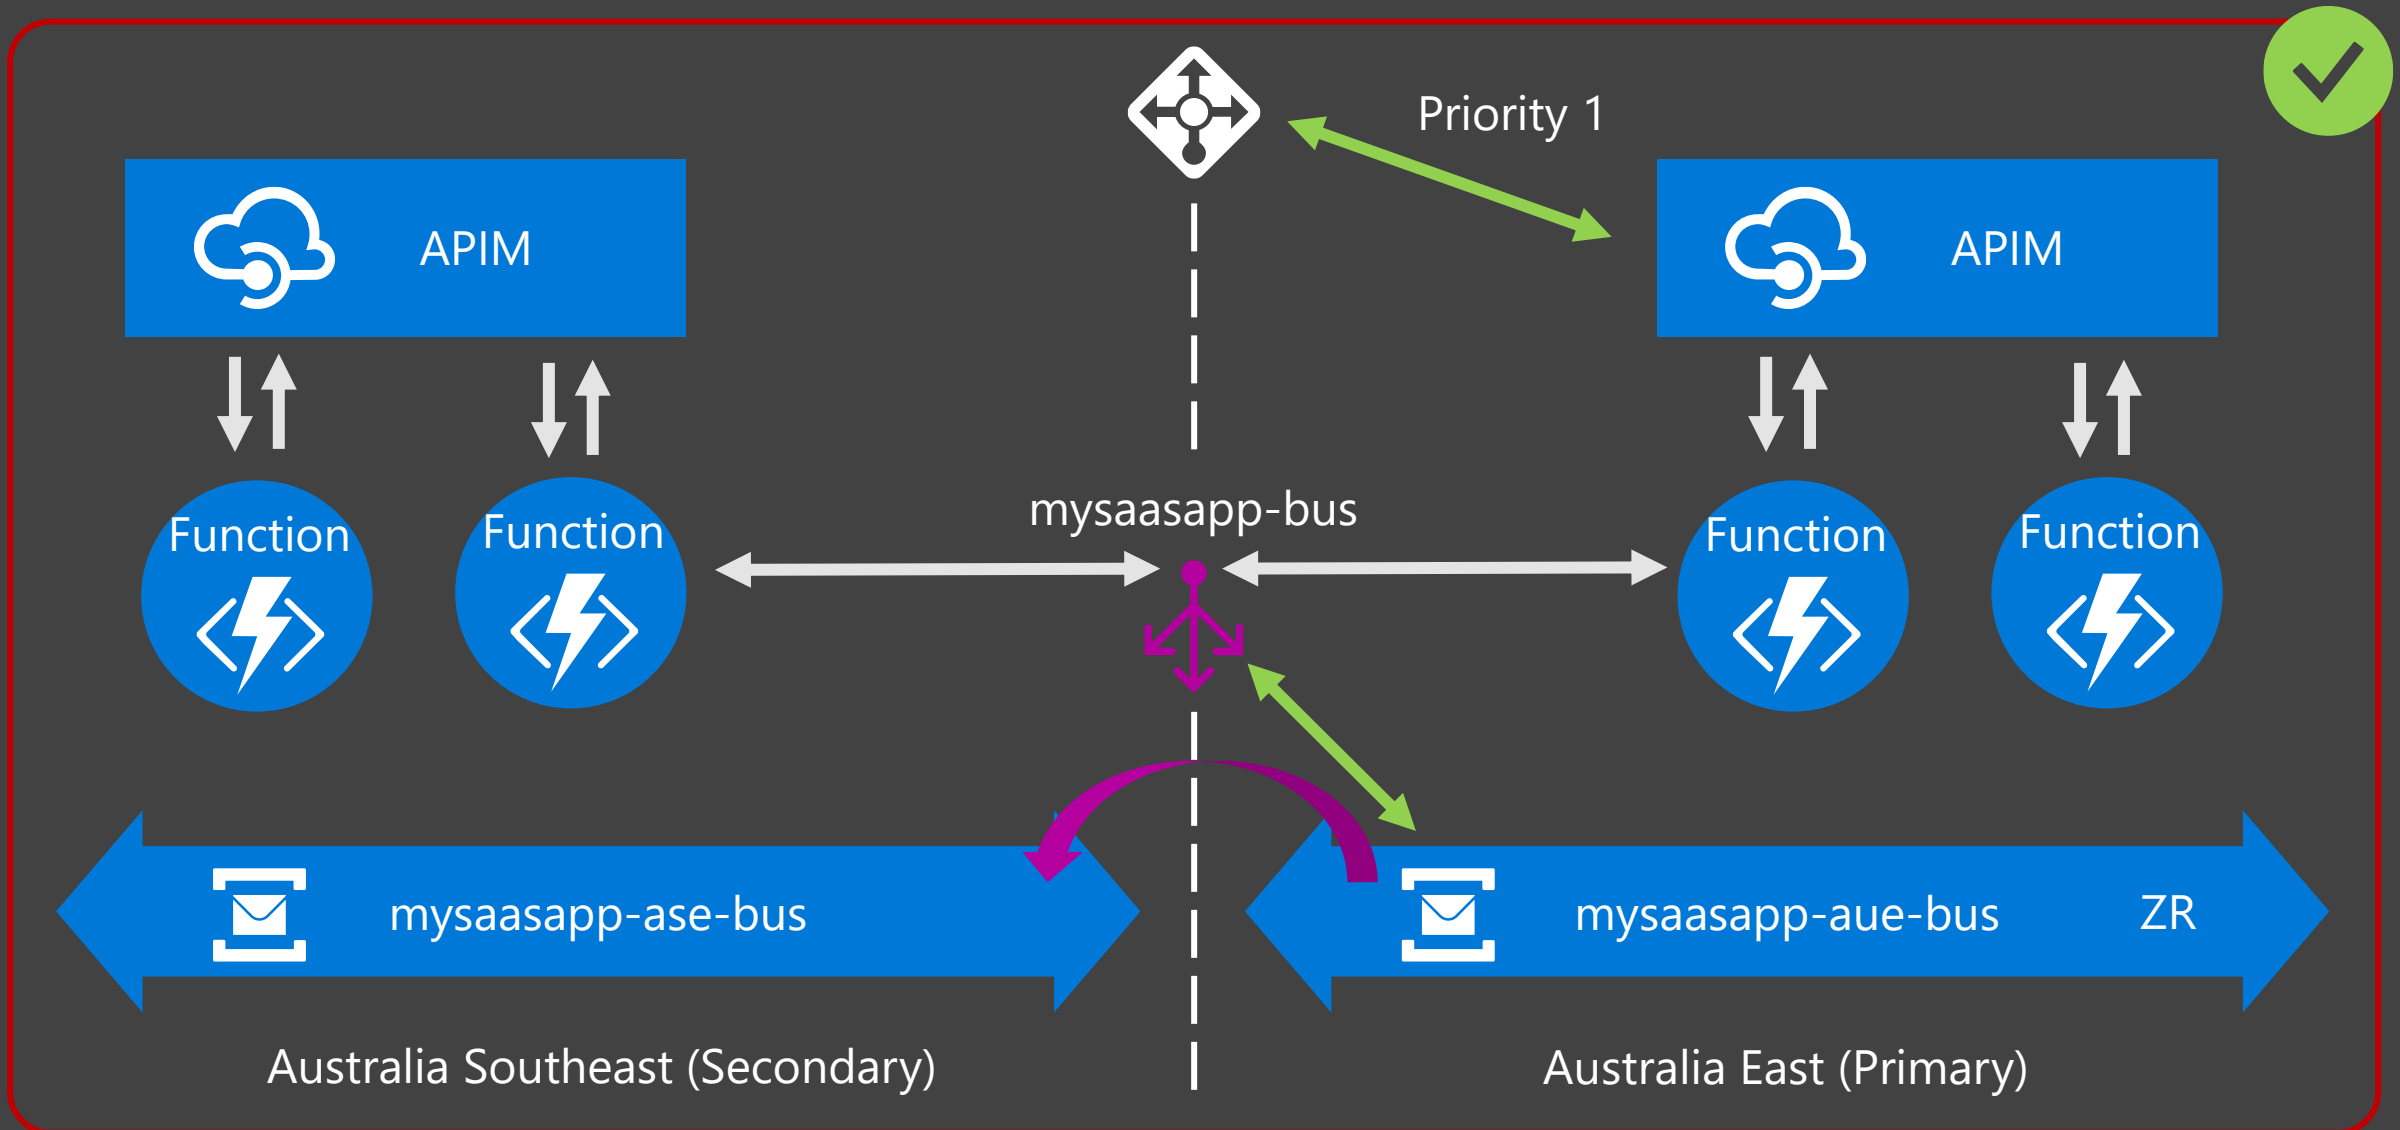 Priority 1
APIM
APIM
Function
Function
mysaasapp-bus
Function
Function
mysaasapp-ase-bus
mysaasapp-aue-bus
ZR
Australia Southeast (Secondary)
Australia East (Primary)